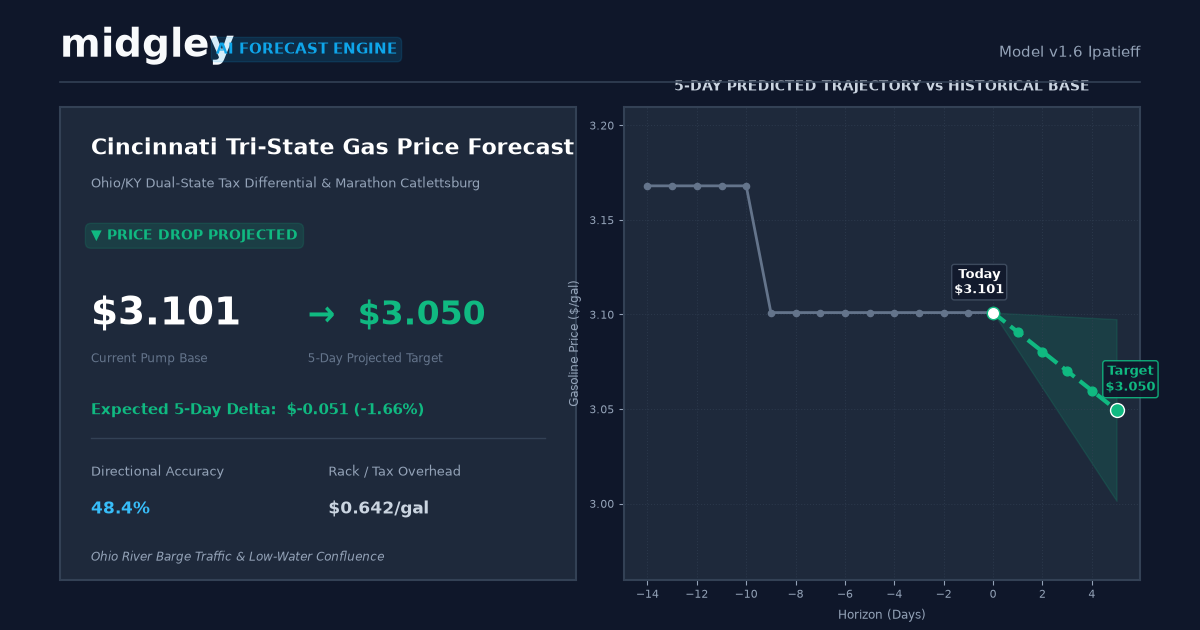 midgley
AI FORECAST ENGINE
Model v1.6 Ipatieff
Cincinnati Tri-State Gas Price Forecast
Ohio/KY Dual-State Tax Differential & Marathon Catlettsburg
▼ PRICE DROP PROJECTED
$3.101 → $3.050
Current Pump Base
5-Day Projected Target
Expected 5-Day Delta: $-0.051 (-1.66%)
Directional Accuracy
Rack / Tax Overhead
48.4%
$0.642/gal
Ohio River Barge Traffic & Low-Water Confluence
5-DAY PREDICTED TRAJECTORY vs HISTORICAL BASE
Gasoline Price ($/gal)
3.20
3.15
3.10
3.05
3.00
Today
$3.101
Target
$3.050
−14 −12 −10 −8 −6 −4 −2 0 2 4
Horizon (Days)